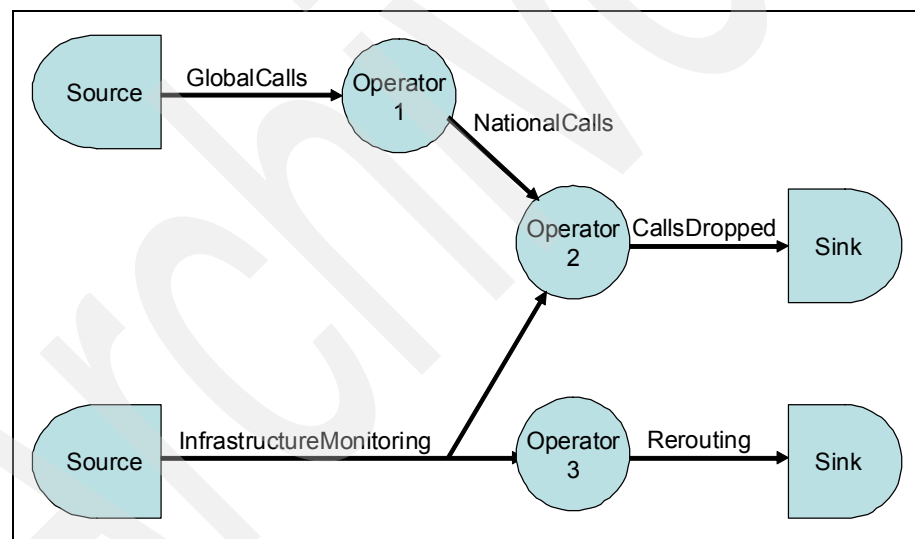 Source
GlobalCalls
Operator
1
NationalCalls
Operator
2
CallsDropped
Sink
Source
InfrastructureMonitoring
Operator
3
Rerouting
Sink